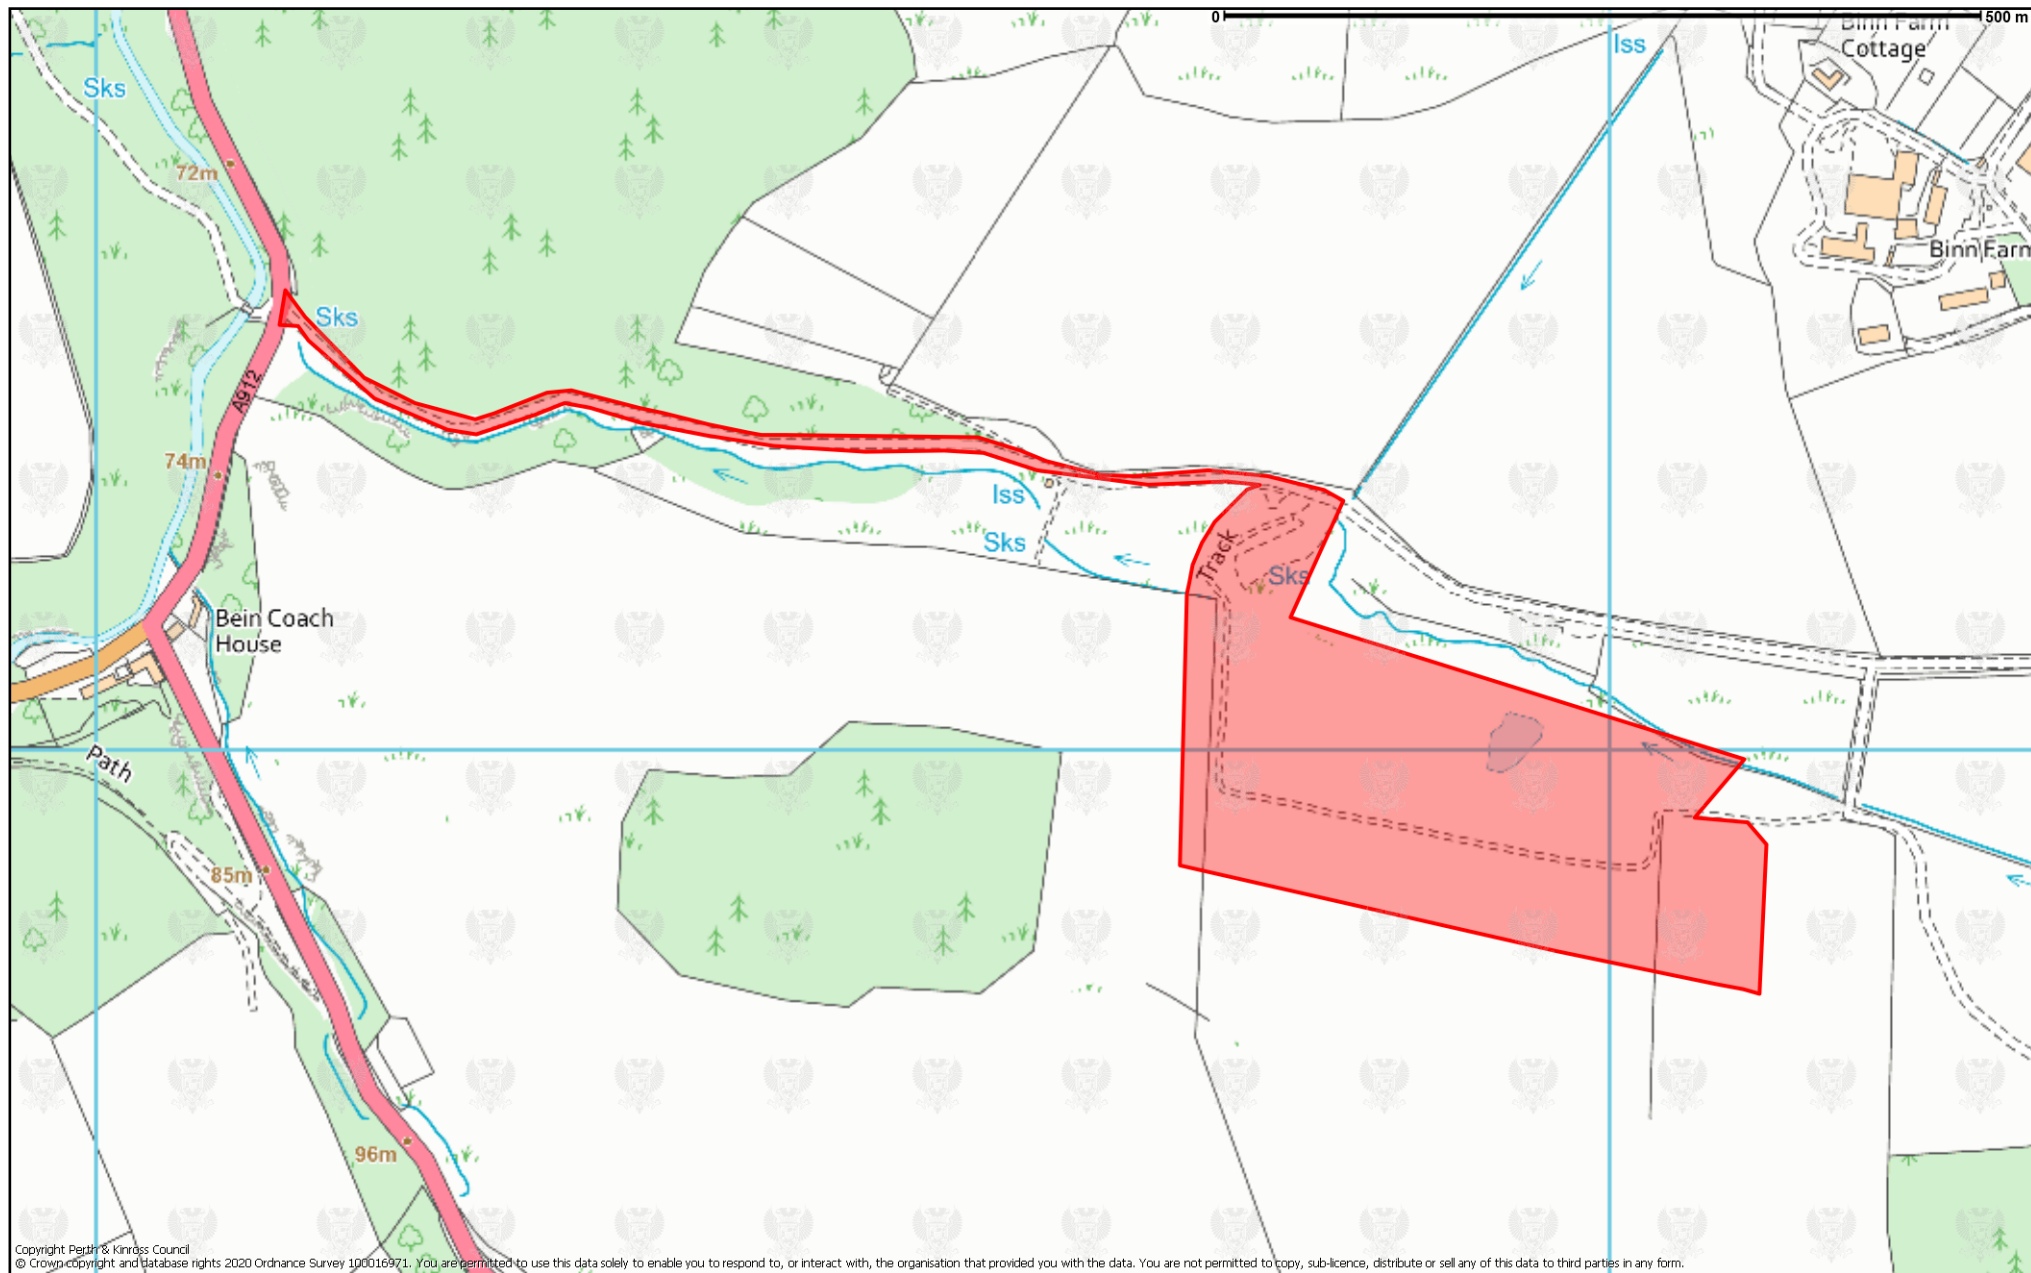 0
500 m
Binn Farm
Cottage
Iss
Sks
72m
Binn Farm
Sks
A912
74m
Iss
Sks
Track
Sks
Bein Coach
House
Path
85m
96m
Copyright Perth & Kinross Council
© Crown copyright and database rights 2020 Ordnance Survey 100016971. You are permitted to use this data solely to enable you to respond to, or interact with, the organisation that provided you with the data. You are not permitted to copy, sub-licence, distribute or sell any of this data to third parties in any form.